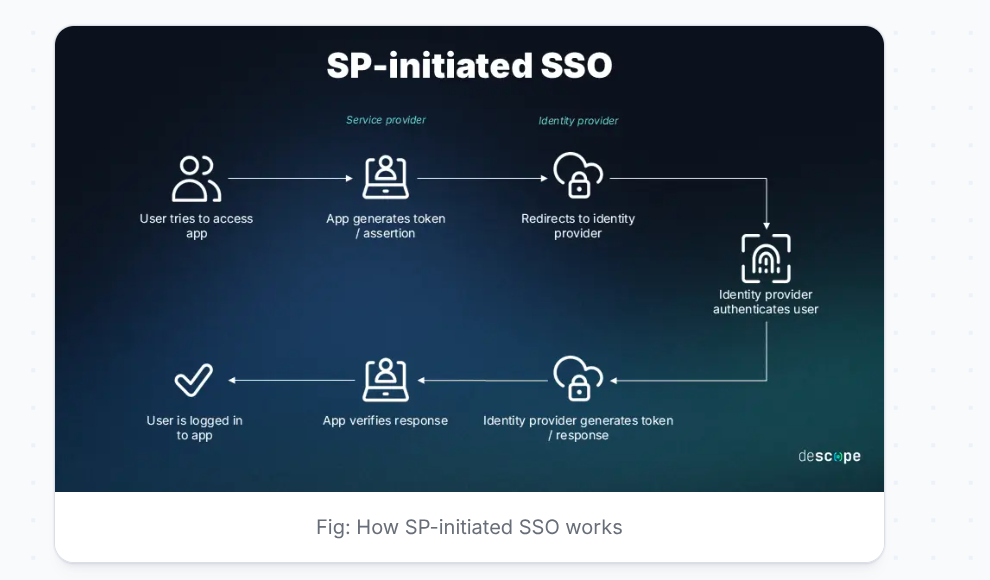 SP-initiated SSO
Service provider
Identity provider
User tries to access
app
App generates token
/ assertion
Redirects to identity
provider
Identity provider
authenticates user
User is logged in
to app
App verifies response
Identity provider generates token
/ response
descope
Fig: How SP-initiated SSO works